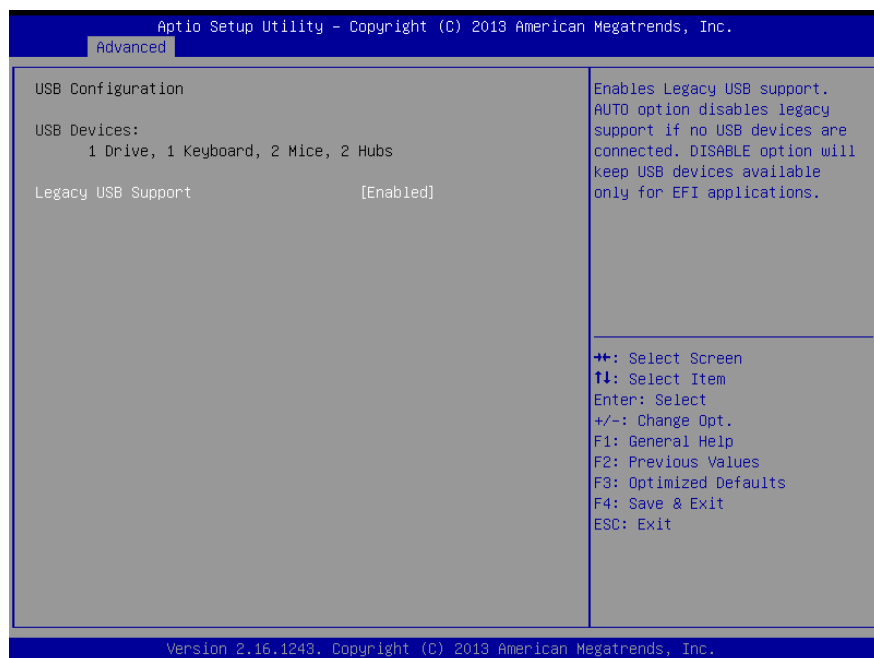 Aptio Setup Utility – Copyright (C) 2013 American Megatrends, Inc.
Advanced
USB Configuration
USB Devices:
1 Drive, 1 Keyboard, 2 Mice, 2 Hubs
Legacy USB Support [Enabled]
Enables Legacy USB support.
AUTO option disables legacy
support if no USB devices are
connected. DISABLE option will
keep USB devices available
only for EFI applications.
→←: Select Screen
↑↓: Select Item
Enter: Select
+/-: Change Opt.
F1: General Help
F2: Previous Values
F3: Optimized Defaults
F4: Save & Exit
ESC: Exit
Version 2.16.1243. Copyright (C) 2013 American Megatrends, Inc.